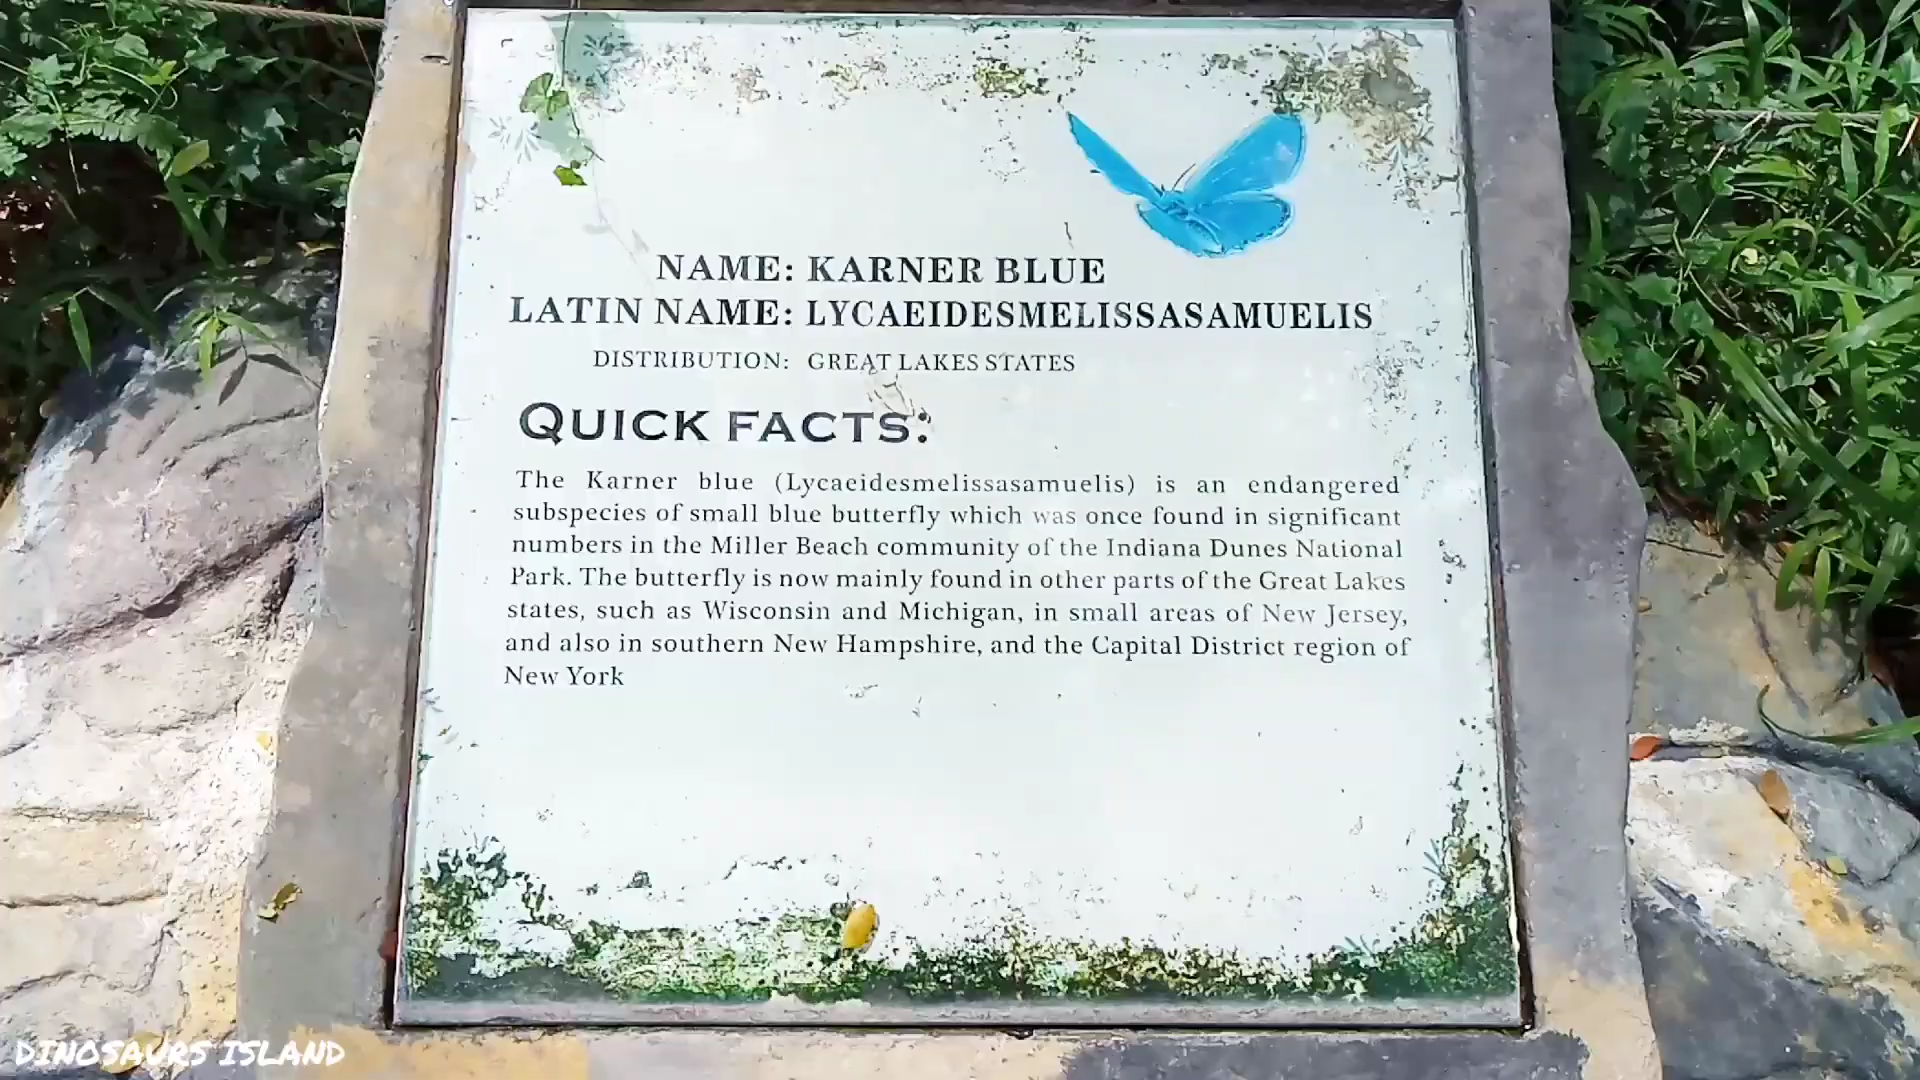 NAME: KARNER BLUE
LATIN NAME: LYCAEIDESMELISSASAMUELIS
DISTRIBUTION: GREAT LAKES STATES
QUICK FACTS:
The Karner blue (Lycaeidesmelissasamuelis) is an endangered
subspecies of small blue butterfly which was once found in significant
numbers in the Miller Beach community of the Indiana Dunes National
Park. The butterfly is now mainly found in other parts of the Great Lakes
states, such as Wisconsin and Michigan, in small areas of New Jersey,
and also in southern New Hampshire, and the Capital District region of
New York
DINOSAURS ISLAND